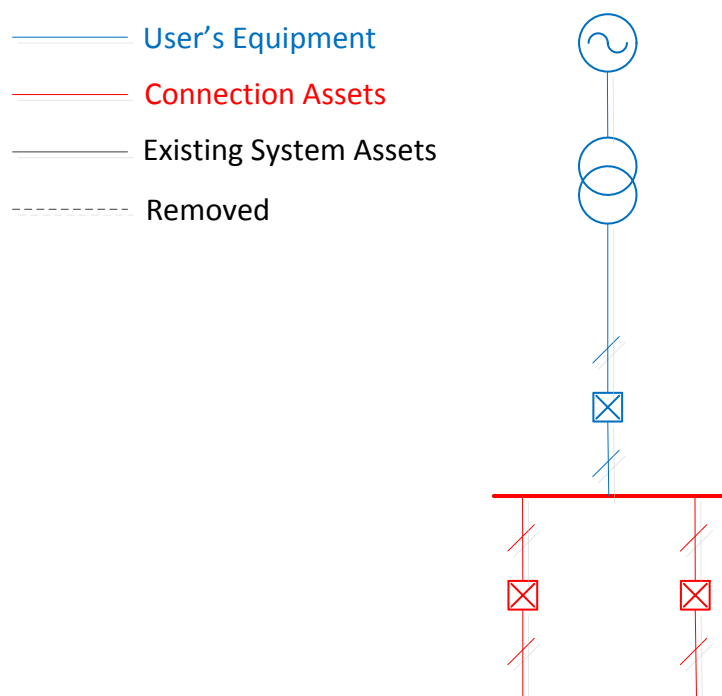 User’s Equipment
Connection Assets
Existing System Assets
Removed